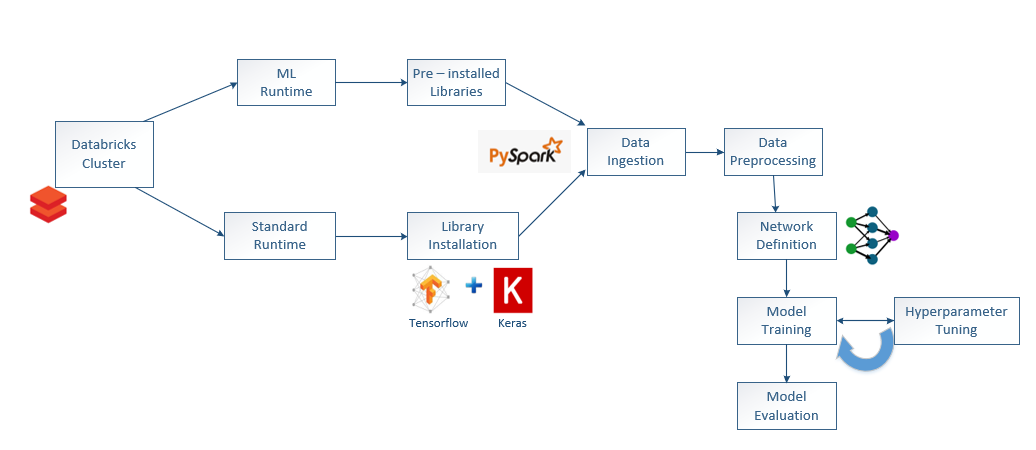 ML
Runtime
Pre – installed
Libraries
Databricks
Cluster
PySpark
Data
Ingestion
Data
Preprocessing
Standard
Runtime
Library
Installation
Network
Definition
K
Tensorflow
Keras
Model
Training
Hyperparameter
Tuning
Model
Evaluation